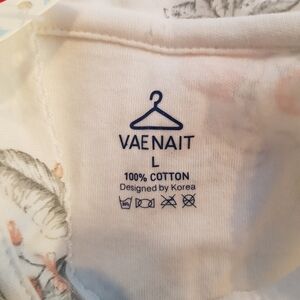 VAENAIT
L
100% COTTON
Designed by Korea